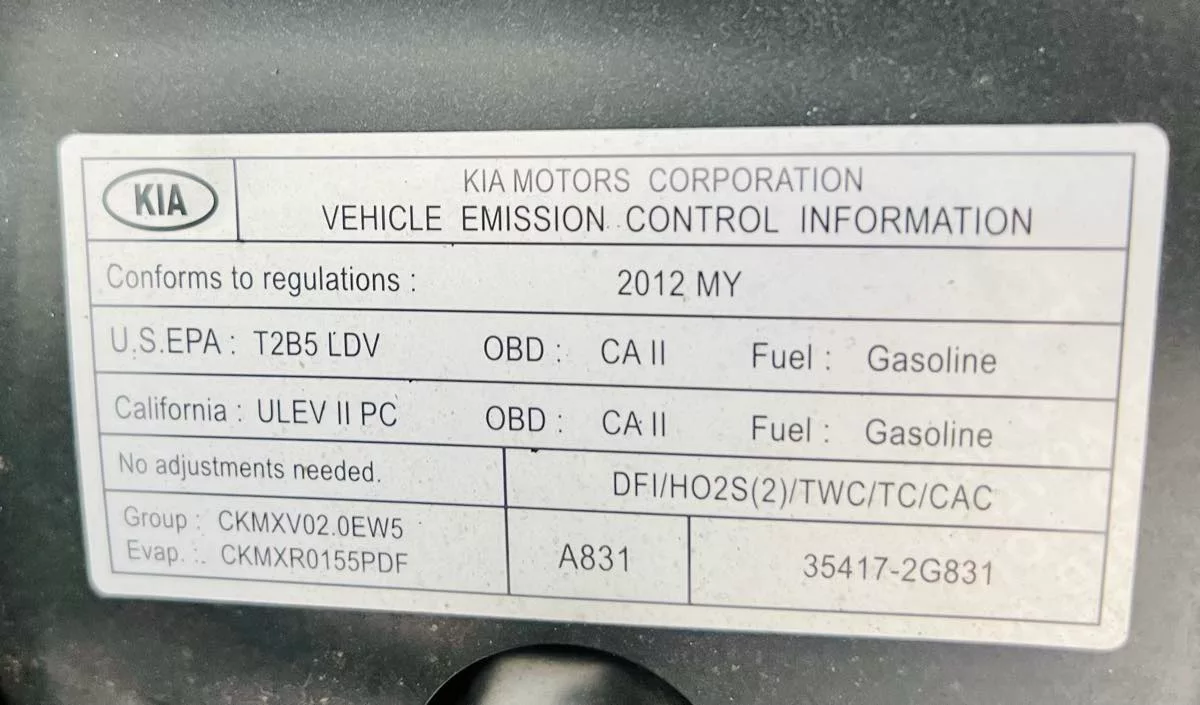 KIA
KIA MOTORS CORPORATION
VEHICLE EMISSION CONTROL INFORMATION
Conforms to regulations : 2012 MY
U.S.EPA : T2B5 LDV OBD : CA II Fuel : Gasoline
California : ULEV II PC OBD : CA II Fuel : Gasoline
No adjustments needed. DFI/HO2S(2)/TWC/TC/CAC
Group : CKMXV02.0EW5
Evap. : CKMXR0155PDF
A831 35417-2G831